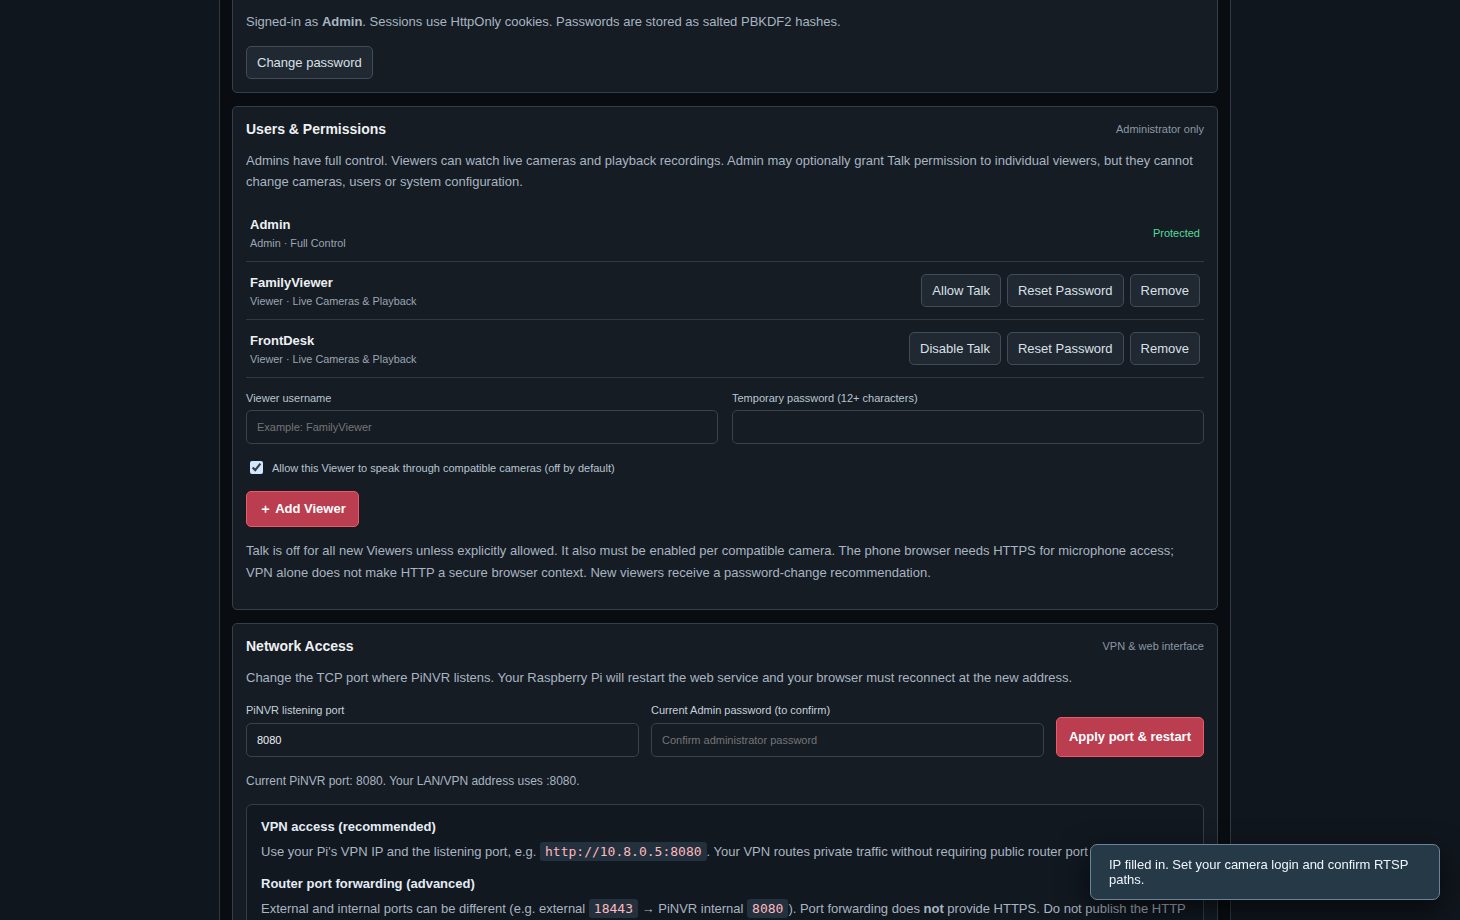 Signed-in as Admin. Sessions use HttpOnly cookies. Passwords are stored as salted PBKDF2 hashes.
Change password
Users & Permissions
Administrator only
Admins have full control. Viewers can watch live cameras and playback recordings. Admin may optionally grant Talk permission to individual viewers, but they cannot
change cameras, users or system configuration.
Admin
Admin · Full Control
Protected
FamilyViewer
Viewer · Live Cameras & Playback
Allow Talk
Reset Password
Remove
FrontDesk
Viewer · Live Cameras & Playback
Disable Talk
Reset Password
Remove
Viewer username
Temporary password (12+ characters)
Example: FamilyViewer
Allow this Viewer to speak through compatible cameras (off by default)
+ Add Viewer
Talk is off for all new Viewers unless explicitly allowed. It also must be enabled per compatible camera. The phone browser needs HTTPS for microphone access;
VPN alone does not make HTTP a secure browser context. New viewers receive a password-change recommendation.
Network Access
VPN & web interface
Change the TCP port where PiNVR listens. Your Raspberry Pi will restart the web service and your browser must reconnect at the new address.
PiNVR listening port
Current Admin password (to confirm)
8080
Confirm administrator password
Apply port & restart
Current PiNVR port: 8080. Your LAN/VPN address uses :8080.
VPN access (recommended)
Use your Pi's VPN IP and the listening port, e.g. http://10.8.0.5:8080. Your VPN routes private traffic without requiring public router port
Router port forwarding (advanced)
External and internal ports can be different (e.g. external 18443 → PiNVR internal 8080). Port forwarding does not provide HTTPS. Do not publish the HTTP
IP filled in. Set your camera login and confirm RTSP
paths.